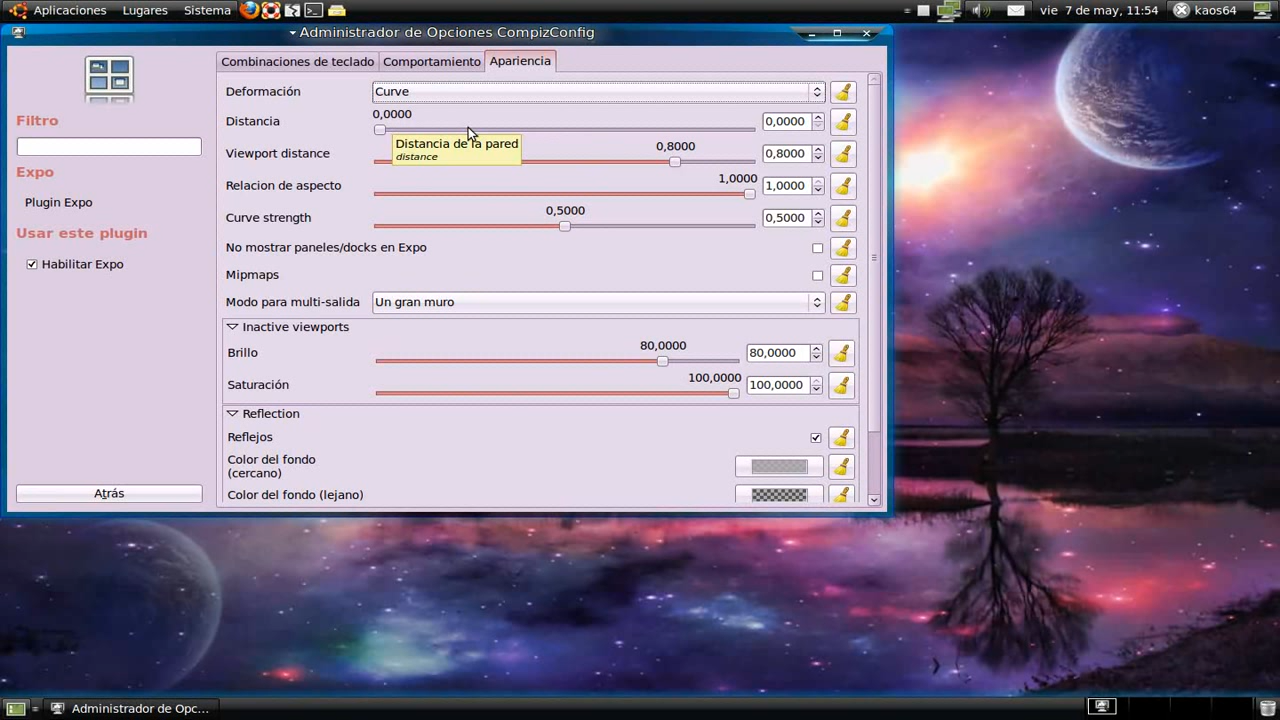 Aplicaciones Lugares Sistema
vie 7 de may, 11:54 kaos64
Administrador de Opciones CompizConfig
Combinaciones de teclado Comportamiento Apariencia
Filtro
Expo
Plugin Expo
Usar este plugin
Habilitar Expo
Atrás
Deformación Curve
0,0000
Distancia 0,0000
Distancia de la pared
distance
0,8000
Viewport distance 0,8000
1,0000
Relacion de aspecto 1,0000
0,5000
Curve strength 0,5000
No mostrar paneles/docks en Expo
Mipmaps
Modo para multi-salida Un gran muro
Inactive viewports
80,0000
Brillo 80,0000
100,0000
Saturación 100,0000
Reflection
Reflejos
Color del fondo
(cercano)
Color del fondo (lejano)
Administrador de Opc...